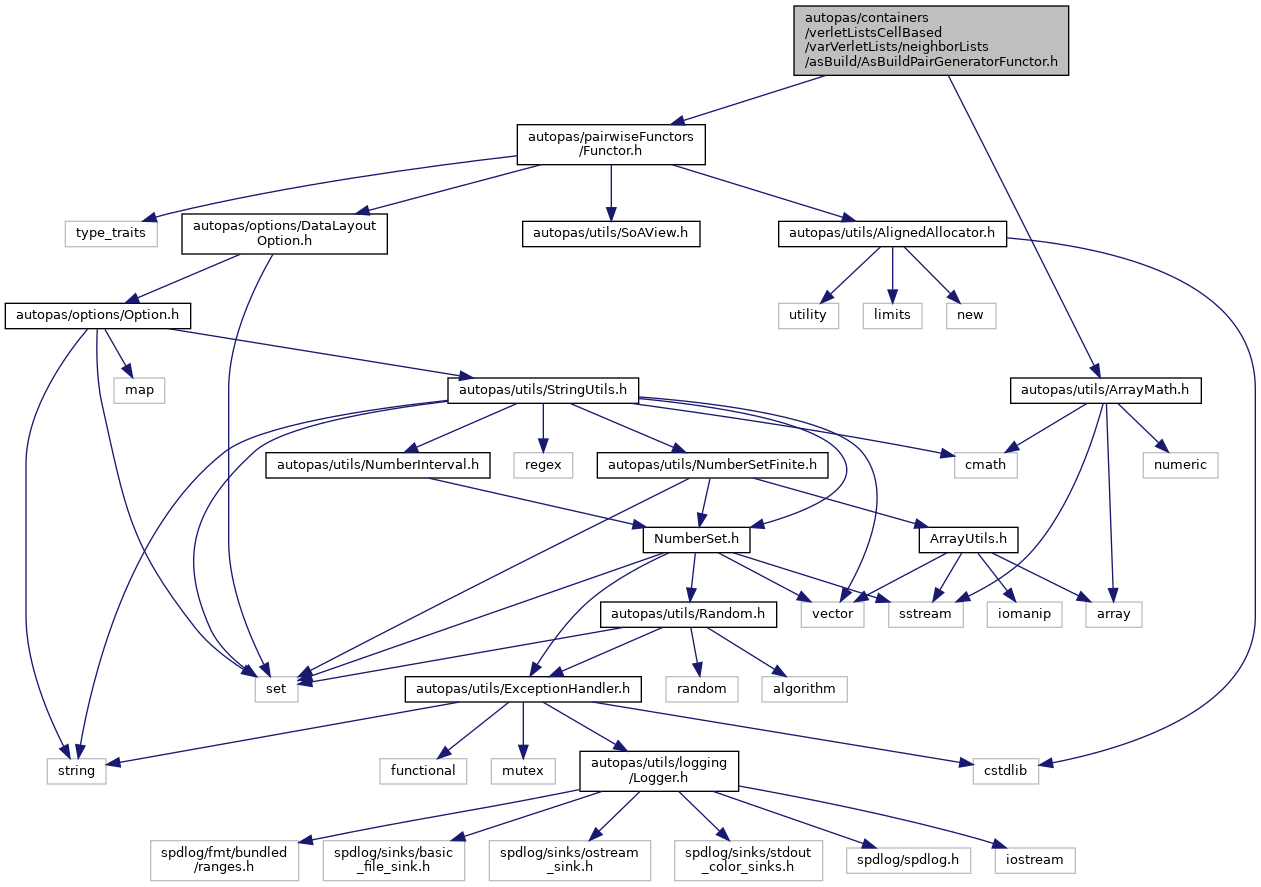 autopas/containers
/verletListsCellBased
/varVerletLists/neighborLists
/asBuild/AsBuildPairGeneratorFunctor.h
autopas/pairwiseFunctors
/Functor.h
type_traits
autopas/options/DataLayout
Option.h
autopas/utils/SoAView.h
autopas/utils/AlignedAllocator.h
autopas/options/Option.h
utility
limits
new
map
autopas/utils/StringUtils.h
autopas/utils/ArrayMath.h
autopas/utils/NumberInterval.h
regex
autopas/utils/NumberSetFinite.h
cmath
numeric
NumberSet.h
ArrayUtils.h
autopas/utils/Random.h
vector
sstream
iomanip
array
set
autopas/utils/ExceptionHandler.h
random
algorithm
string
functional
mutex
autopas/utils/logging
/Logger.h
cstdlib
spdlog/fmt/bundled
/ranges.h
spdlog/sinks/basic
_file_sink.h
spdlog/sinks/ostream
_sink.h
spdlog/sinks/stdout
_color_sinks.h
spdlog/spdlog.h
iostream